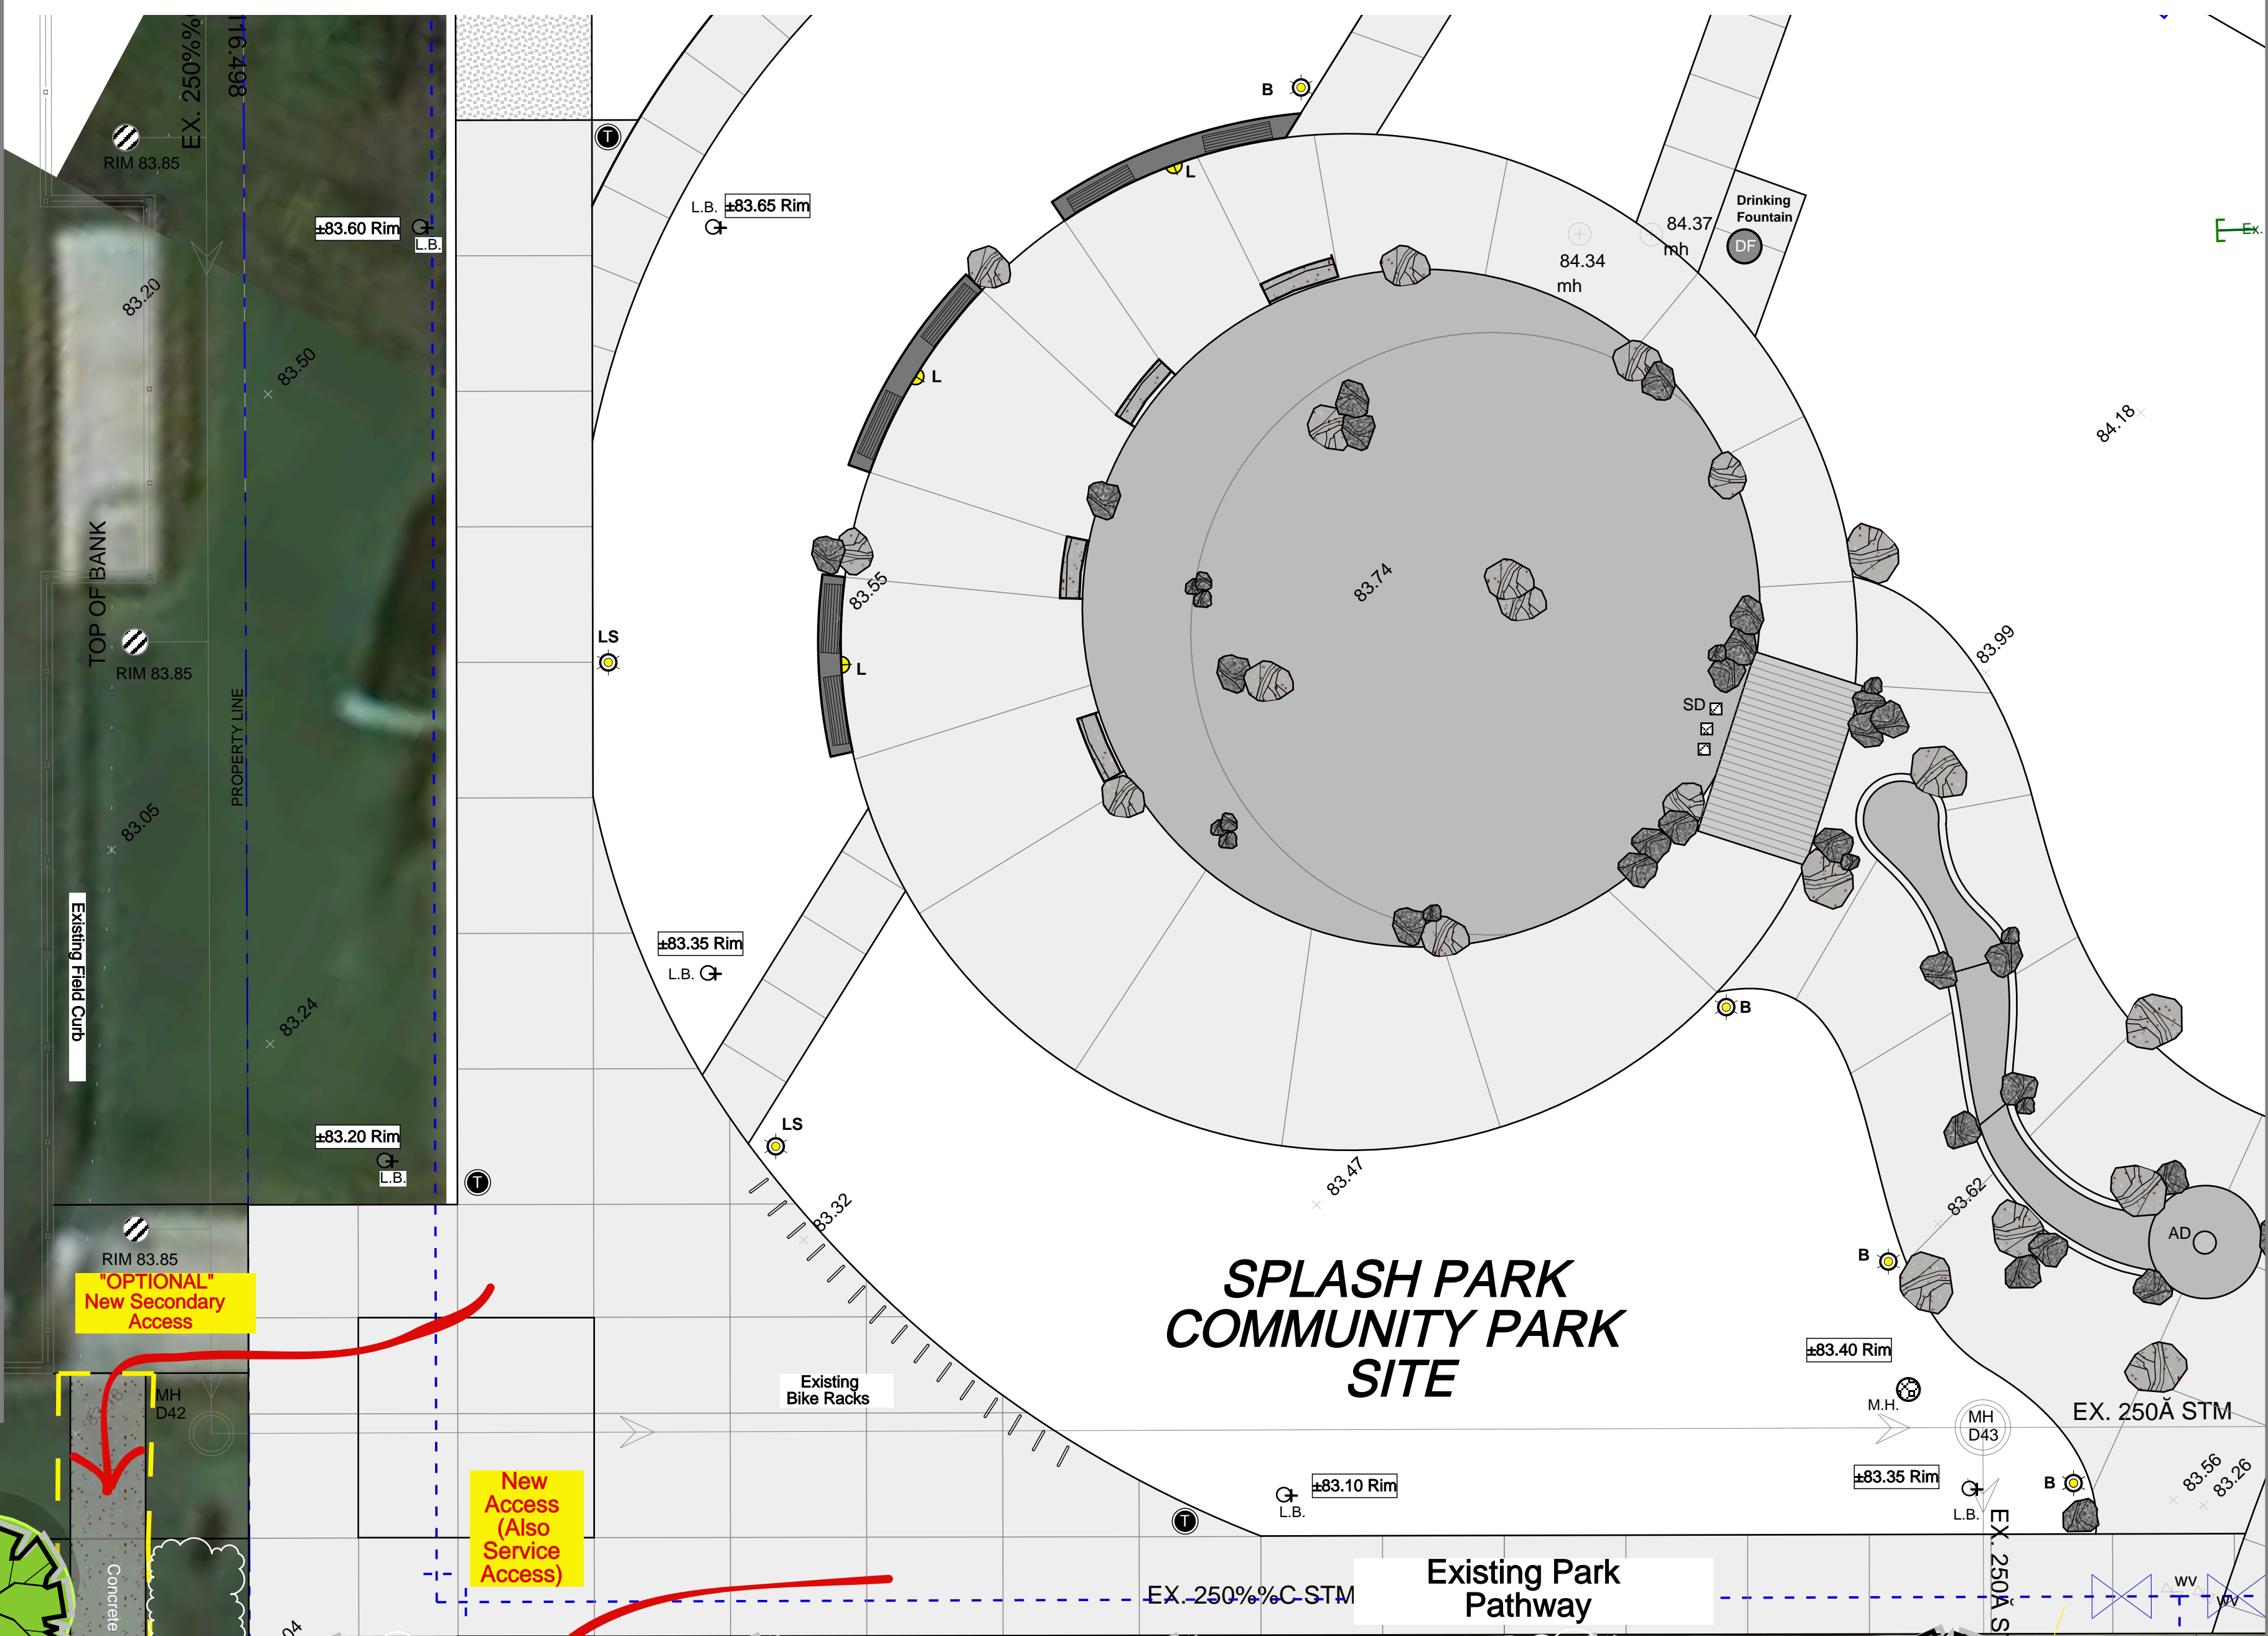 EX. 250%%
116.498
RIM 83.85
T
B
L
L.B.
±83.65 Rim
±83.60 Rim
L.B.
Drinking
Fountain
DF
84.37
mh
84.34
mh
Ex.
83.20
83.50
L
84.18
TOP OF BANK
83.55
83.74
LS
RIM 83.85
L
83.99
PROPERTY LINE
SD
83.05
Existing Field Curb
±83.35 Rim
L.B.
83.24
B
±83.20 Rim
L.B.
T
LS
83.32
83.47
83.62
AD
RIM 83.85
"OPTIONAL"
New Secondary
Access
SPLASH PARK
COMMUNITY PARK
SITE
B
±83.40 Rim
M.H.
MH
D42
Existing
Bike Racks
MH
D43
EX. 250Å STM
New
Access
(Also
Service
Access)
±83.10 Rim
L.B.
±83.35 Rim
L.B.
B
83.56
83.26
T
Concrete
EX. 250%%C STM
Existing Park
Pathway
EX. 250Å S
WV
WV
04